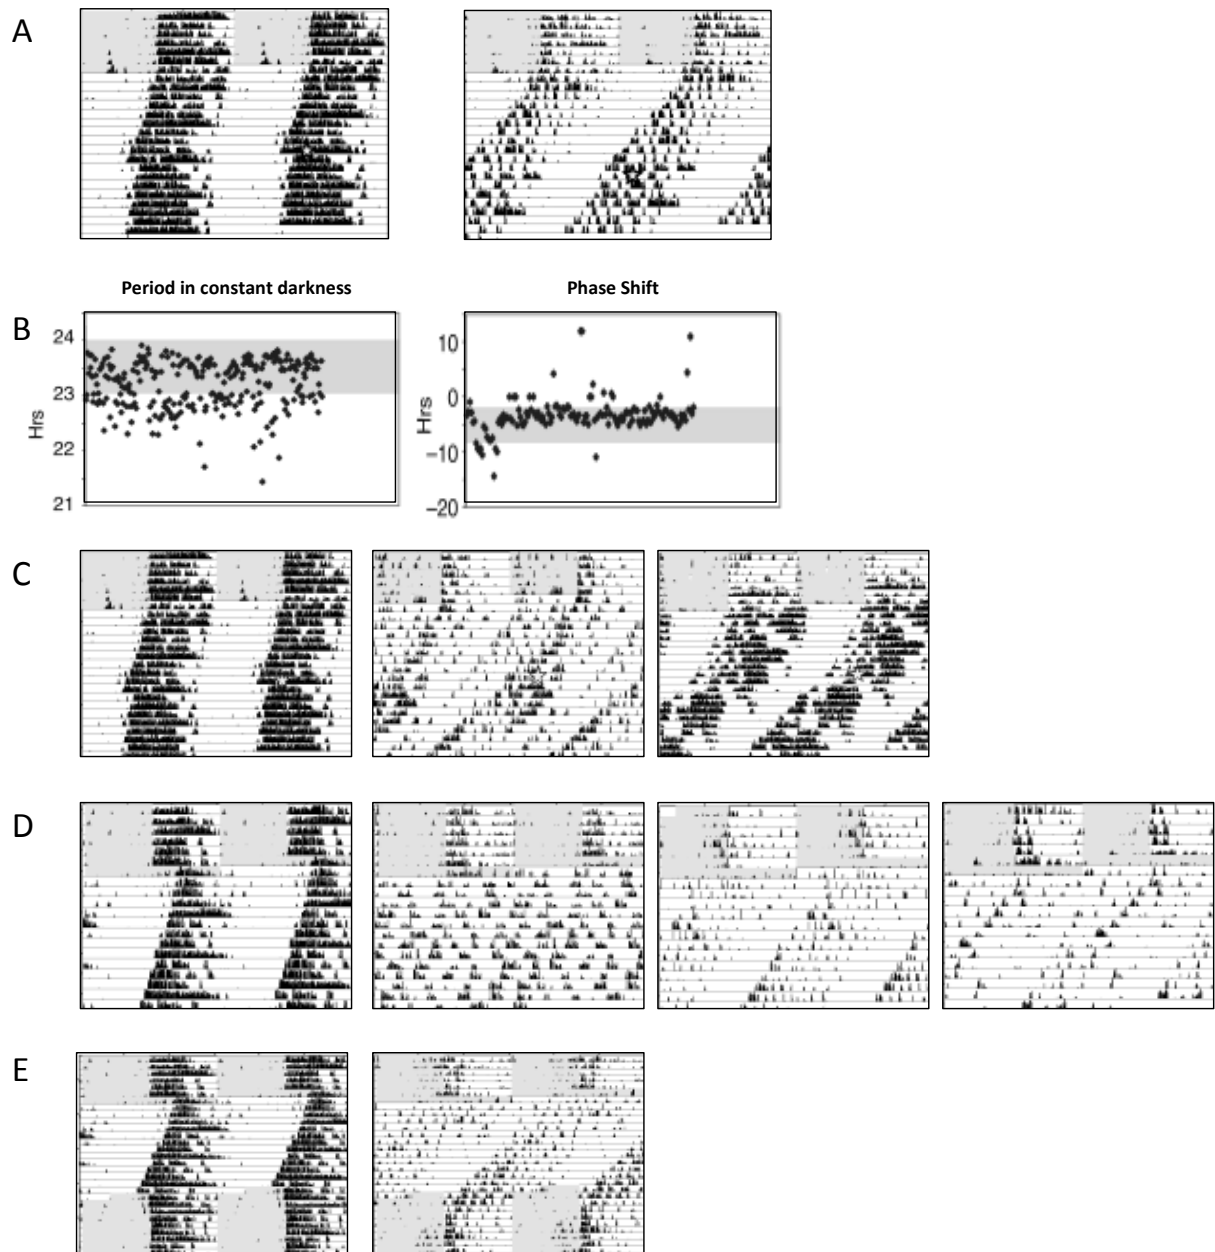 A
Period in constant darkness
Phase Shift
B
Hrs
24
23
22
21
Hrs
10
0
−10
−20
C
D
E